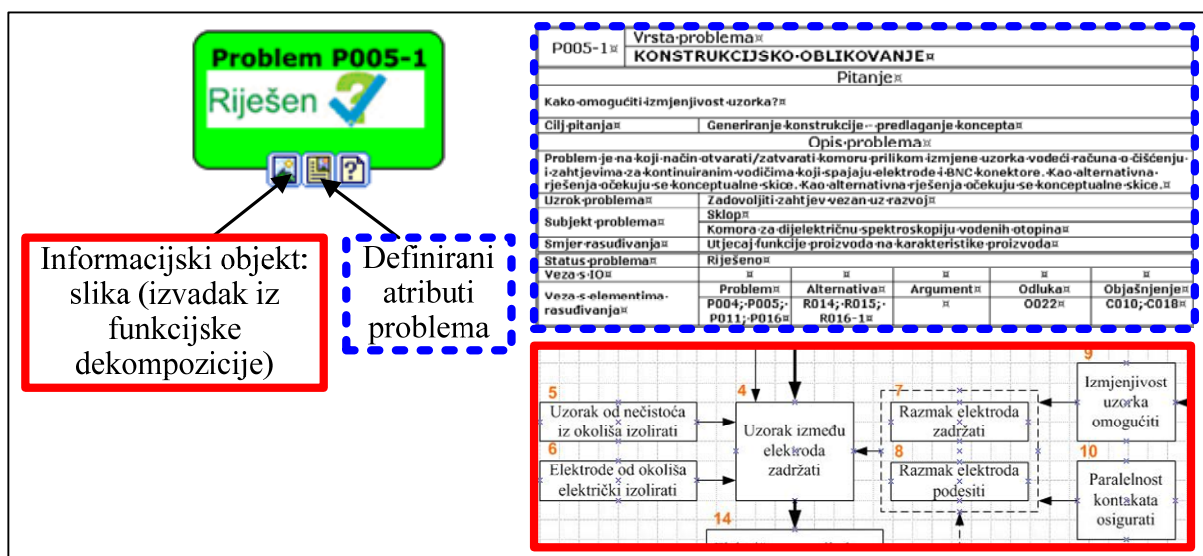 Problem P005-1
Riješen
Informacijski objekt:
slika (izvadak iz
funkcijske
dekompozicije)
Definirani
atributi
problema
P005-1¤
Vrsta·problema¤
KONSTRUKCIJSKO·OBLIKOVANJE¤
Pitanje¤
Kako·omogućiti·izmjenjivost·uzorka?¤
Cilj·pitanja¤ Generiranje·konstrukcije·-·predlaganje·koncepta¤
Opis·problema¤
Problem·je·na·koji·način·otvarati/zatvarati·komoru·prilikom·izmjene·uzorka·vodeći·računa·o·čišćenju·
i·zahtjevima·za·kontinuiranim·vodičima·koji·spajaju·elektrode·i·BNC·konektore.·Kao·alternativna·
rješenja·očekuju·se·konceptualne·skice.·Kao·alternativna·rješenja·očekuju·se·konceptualne·skice.¤
Uzrok·problema¤ Zadovoljiti·zahtjev·vezan·uz·razvoj¤
Subjekt·problema¤ Sklop¤
Komora·za·dijelektričnu·spektroskopiju·vodenih·otopina¤
Smjer·rasuđivanja¤ Utjecaj·funkcije·proizvoda·na·karakteristike·proizvoda¤
Status·problema¤ Riješeno¤
Veza·s·IO¤ ¤ ¤ ¤ ¤ ¤
Veza·s·elementima·
rasuđivanja¤
Problem¤ Alternativa¤ Argument¤ Odluka¤ Objašnjenje¤
P004;·P005;· R014;·R015;· ¤ O022¤ C010;·C018¤
P011;·P016¤ R016-1¤
5
Uzorak od nečistoća
iz okoliša izolirati
6
Elektrode od okoliša
električki izolirati
4
Uzorak između
elektroda
zadržati
7
Razmak elektroda
zadržati
8
Razmak elektroda
podesiti
9
Izmjenjivost
uzorka
omogućiti
10
Paralelnost
kontakata
osigurati
14